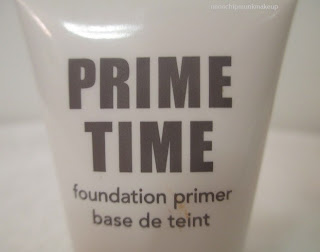 PRIME
TIME
foundation primer
base de teint